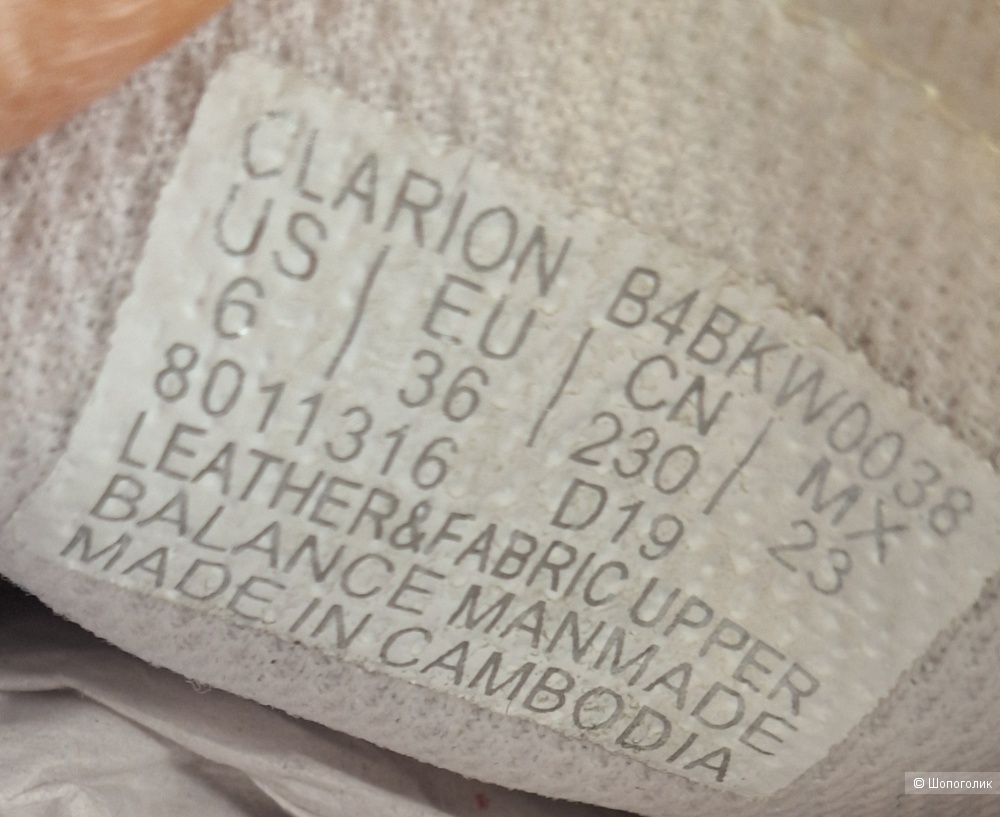 CLARION B4BKW0038
US | EU | CN | MX
6 | 36 | 230 | 23
8011316 D19
LEATHER&FABRIC UPPER
BALANCE MANMADE
MADE IN CAMBODIA
© Шопоголик